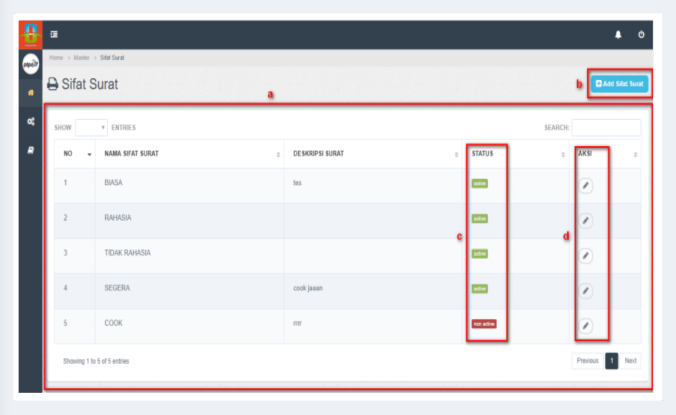 Home > Master > Sifat Surat
Sifat Surat
a
b
Add Sifat Surat
SHOW ENTRIES
SEARCH:
NO NAMA SIFAT SURAT DESKRIPSI SURAT STATUS AKSI
1 BIASA tes active
2 RAHASIA active
3 TIDAK RAHASIA active
c
d
4 SEGERA cook jaaan active
5 COOK rrrr non active
Showing 1 to 5 of 5 entries
Previous 1 Next